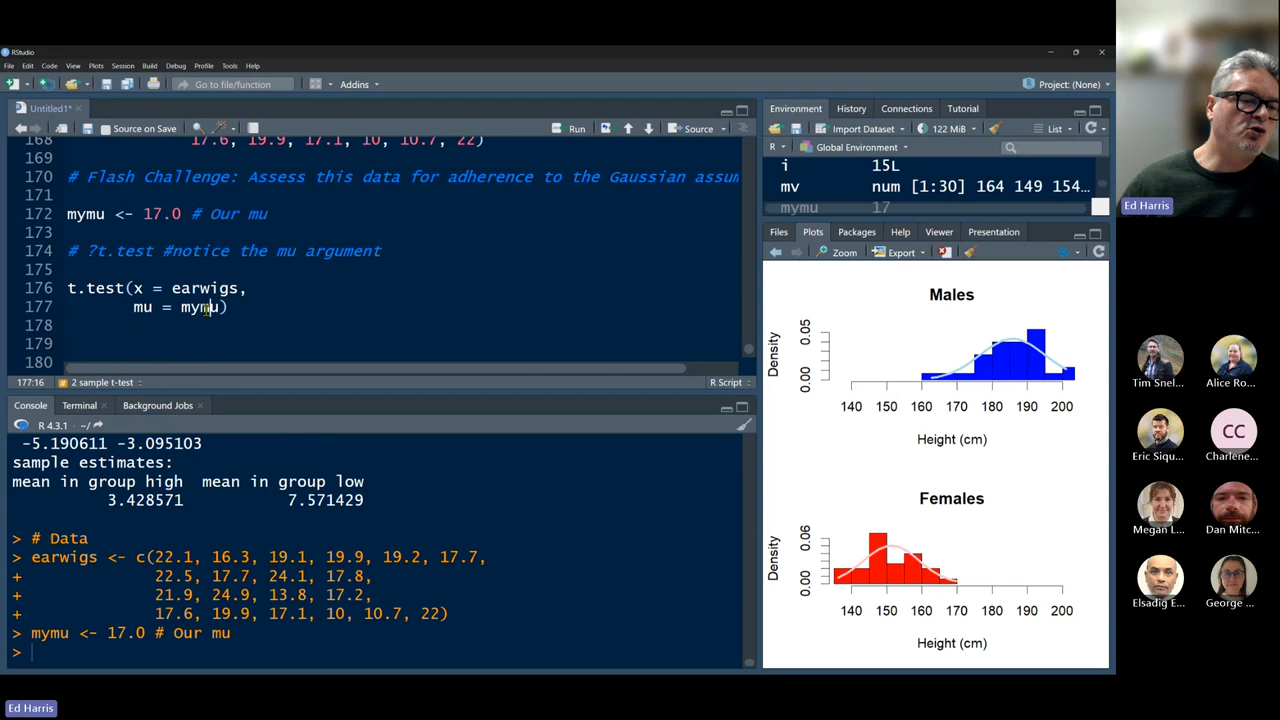 RStudio
File Edit Code View Plots Session Build Debug Profile Tools Help
Go to file/function
Addins
Project: (None)
Untitled1*
Source on Save
Run
Source
168 17.6, 19.9, 17.1, 10, 10.7, 22)
169
170 # Flash Challenge: Assess this data for adherence to the Gaussian assum
171
172 mymu <- 17.0 # Our mu
173
174 # ?t.test #notice the mu argument
175
176 t.test(x = earwigs,
177 mu = mymu)
178
179
180
177:16 # 2 sample t-test R Script
Console Terminal Background Jobs
R 4.3.1 · ~/
-5.190611 -3.095103
sample estimates:
mean in group high mean in group low
3.428571 7.571429
> # Data
> earwigs <- c(22.1, 16.3, 19.1, 19.9, 19.2, 17.7,
+ 22.5, 17.7, 24.1, 17.8,
+ 21.9, 24.9, 13.8, 17.2,
+ 17.6, 19.9, 17.1, 10, 10.7, 22)
> mymu <- 17.0 # Our mu
>
Environment History Connections Tutorial
Import Dataset 122 MiB List
R Global Environment
i 15L
mv num [1:30] 164 149 154...
mymu 17
Files Plots Packages Help Viewer Presentation
Zoom Export
Males
Density
0.00 0.05
140 150 160 170 180 190 200
Height (cm)
Females
Density
0.00 0.06
140 150 160 170 180 190 200
Height (cm)
Ed Harris
Tim Snel... Alice Ro...
CC
Eric Siqu... Charlene...
Megan L... Dan Mitc...
Elsadig E... George ...
Ed Harris